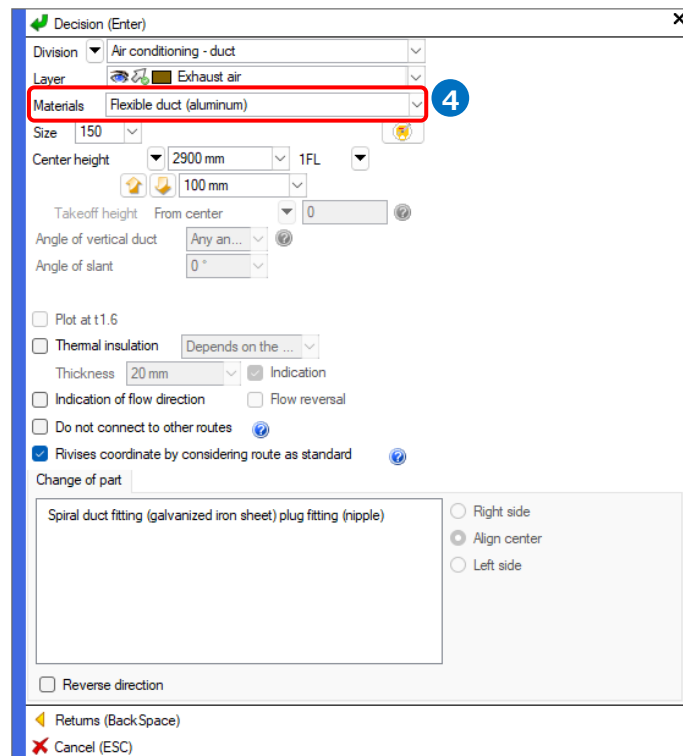 Decision (Enter)
Division Air conditioning - duct
Layer Exhaust air
Materials Flexible duct (aluminum) 4
Size 150
Center height 2900 mm 1FL
100 mm
Takeoff height From center 0
Angle of vertical duct Any an...
Angle of slant 0 °
Plot at t1.6
Thermal insulation Depends on the ...
Thickness 20 mm Indication
Indication of flow direction Flow reversal
Do not connect to other routes
Rivises coordinate by considering route as standard
Change of part
Spiral duct fitting (galvanized iron sheet) plug fitting (nipple)
Right side
Align center
Left side
Reverse direction
Returns (BackSpace)
Cancel (ESC)